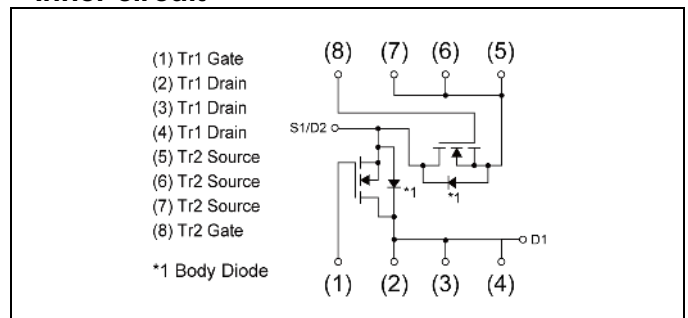 (1) Tr1 Gate
(2) Tr1 Drain
(3) Tr1 Drain
(4) Tr1 Drain
(5) Tr2 Source
(6) Tr2 Source
(7) Tr2 Source
(8) Tr2 Gate
*1 Body Diode
(8) (7) (6) (5)
S1/D2
*1
*1
D1
(1) (2) (3) (4)